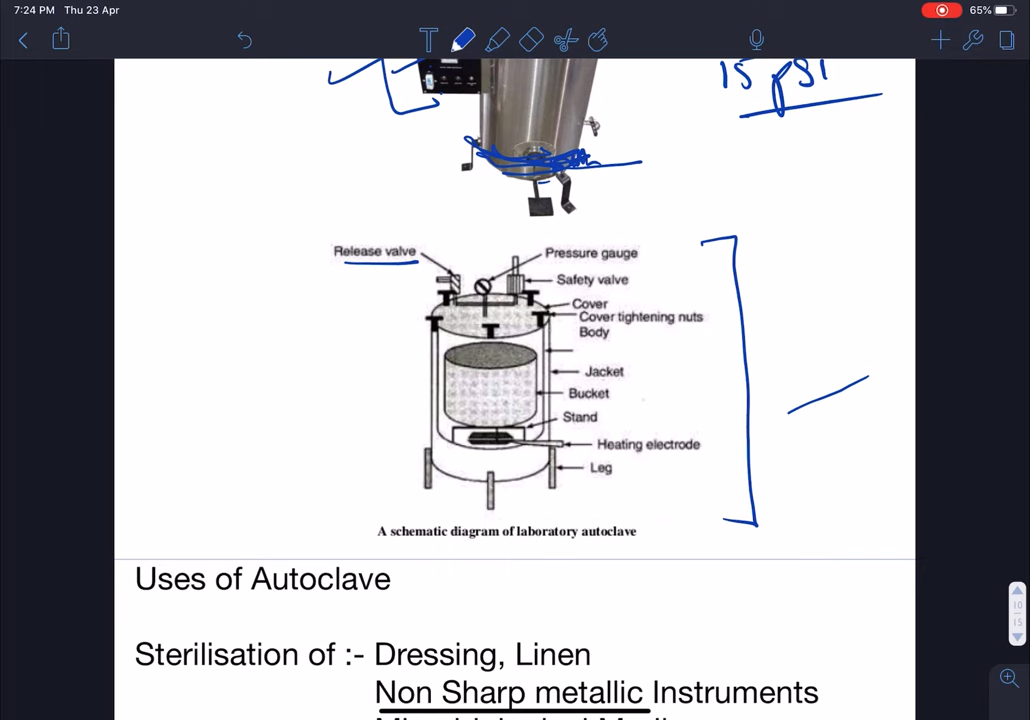 7:24 PM Thu 23 Apr
65%
15 psi
Release valve
Pressure gauge
Safety valve
Cover
Cover tightening nuts
Body
Jacket
Bucket
Stand
Heating electrode
Leg
A schematic diagram of laboratory autoclave
Uses of Autoclave
Sterilisation of :- Dressing, Linen
Non Sharp metallic Instruments
10
15